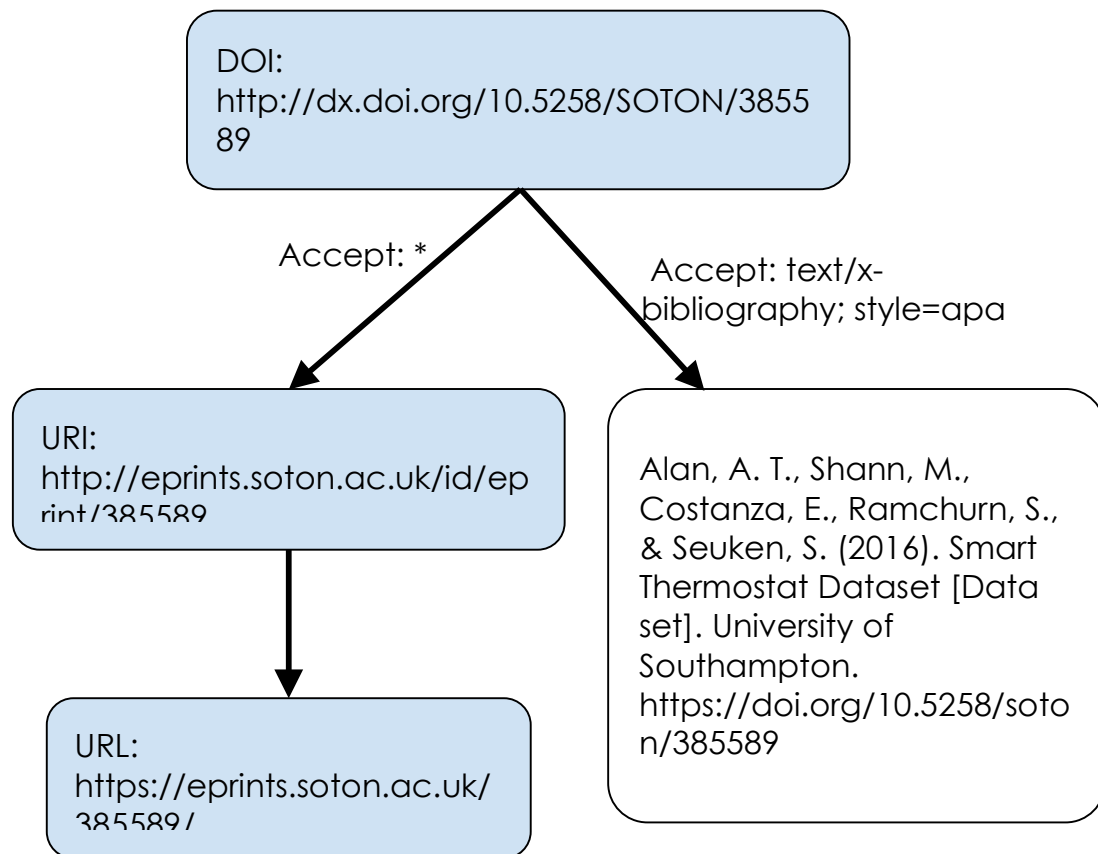 DOI:
http://dx.doi.org/10.5258/SOTON/3855
89
Accept: *
Accept: text/x-
bibliography; style=apa
URI:
http://eprints.soton.ac.uk/id/ep
rint/385589
Alan, A. T., Shann, M.,
Costanza, E., Ramchurn, S.,
& Seuken, S. (2016). Smart
Thermostat Dataset [Data
set]. University of
Southampton.
https://doi.org/10.5258/soto
n/385589
URL:
https://eprints.soton.ac.uk/
385589/